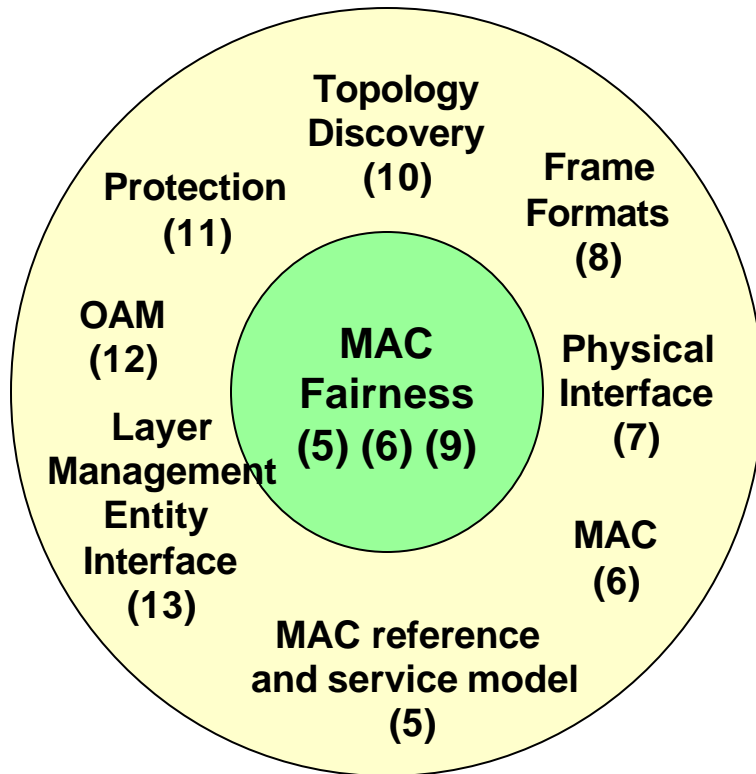 Topology
Discovery
(10)
Frame
Formats
(8)
Protection
(11)
OAM
(12)
MAC
Fairness
(5) (6) (9)
Physical
Interface
(7)
Layer
Management
Entity
Interface
(13)
MAC
(6)
MAC reference
and service model
(5)